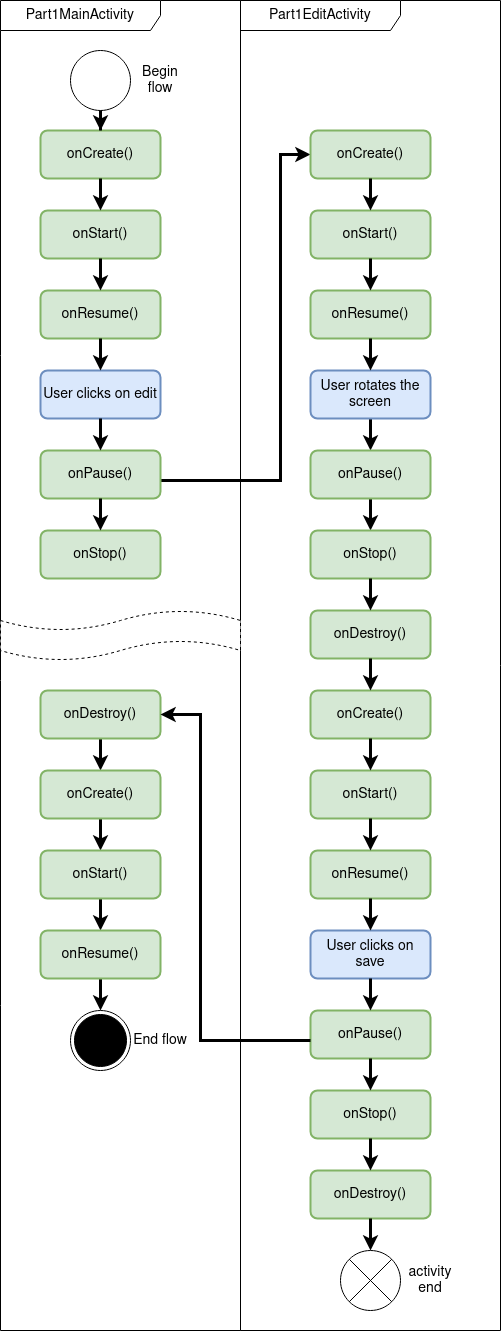 Part1MainActivity
Begin
flow
onCreate()
onStart()
onResume()
User clicks on edit
onPause()
onStop()
onDestroy()
onCreate()
onStart()
onResume()
End flow
Part1EditActivity
onCreate()
onStart()
onResume()
User rotates the
screen
onPause()
onStop()
onDestroy()
onCreate()
onStart()
onResume()
User clicks on
save
onPause()
onStop()
onDestroy()
activity
end